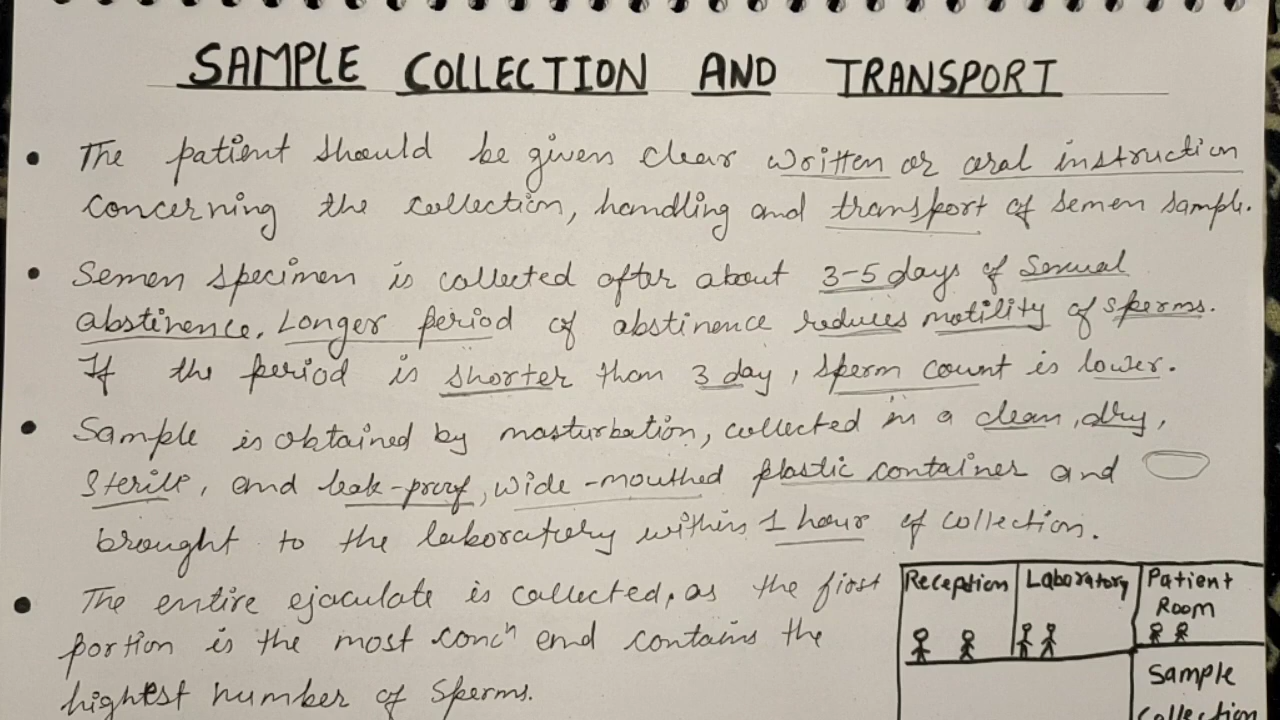 SAMPLE COLLECTION AND TRANSPORT
• The patient should be given clear written or oral instruction
concerning the collection, handling and transport of semen sample.
• Semen specimen is collected after about 3-5 days of Sexual
abstinence. Longer period of abstinence reduces motility of sperms.
If the period is shorter than 3 day, sperm count is lower.
• Sample is obtained by masturbation, collected in a clean, dry,
Sterile, and leak-proof, wide-mouthed plastic container and
brought to the laboratory within 1 hour of collection.
• The entire ejaculate is collected, as the first
portion is the most concⁿ and contains the
highest number of sperms.
Reception
Laboratory
Patient
Room
Sample
Collection